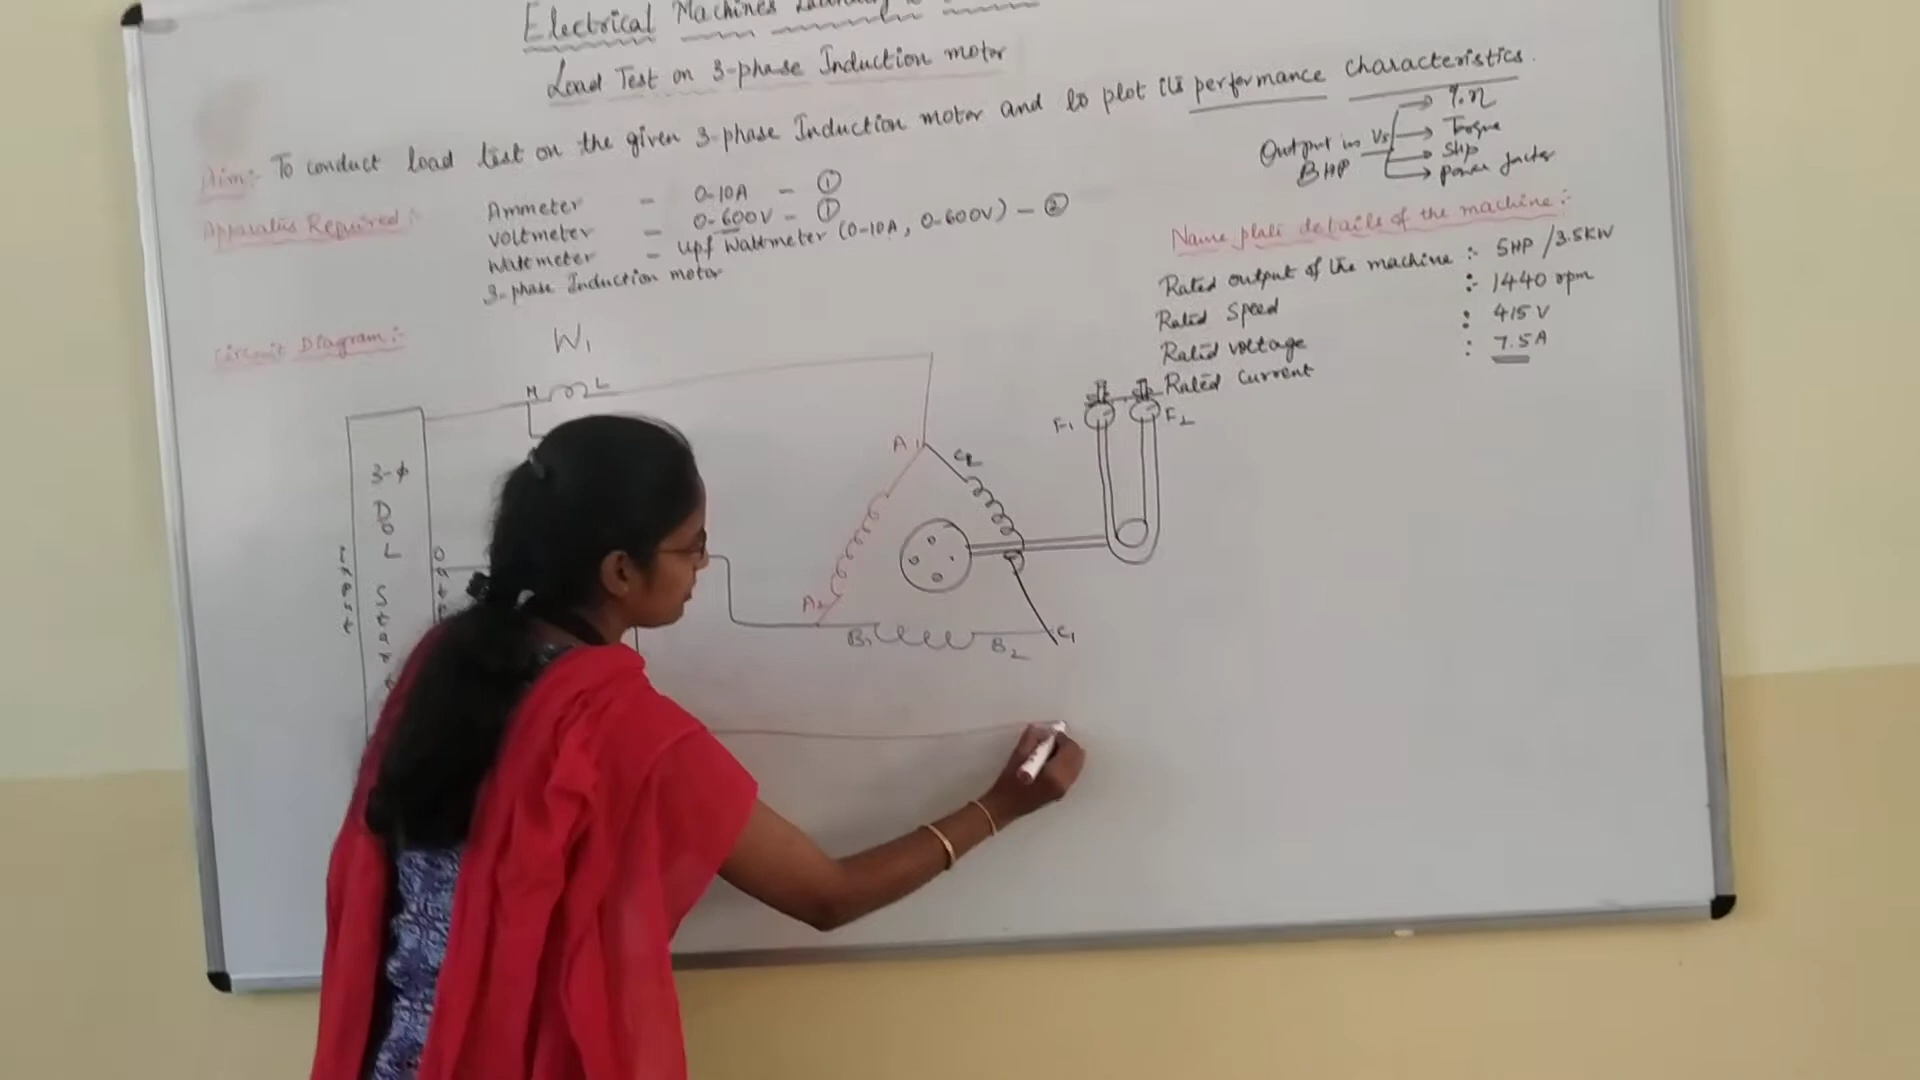 Electrical Machines
Load Test on 3-phase Induction motor
Aim:- To conduct load test on the given 3-phase Induction motor and to plot its performance characteristics.
Output in BHP Vs
%η
Torque
Slip
power factor
Apparatus Required:-
Ammeter - 0-10A - ①
Voltmeter - 0-600V - ①
Wattmeter - upf Wattmeter (0-10A, 0-600V) - ②
3-phase Induction motor
Name plate details of the machine:-
Rated output of the machine :- 5HP / 3.5KW
Rated Speed :- 1440 rpm
Rated voltage : 415 V
Rated Current : 7.5A
Circuit Diagram:-
W1
M L
3-φ
DOL
Star
Input
A1
A2
B1
B2
C2
C1
F1
F2